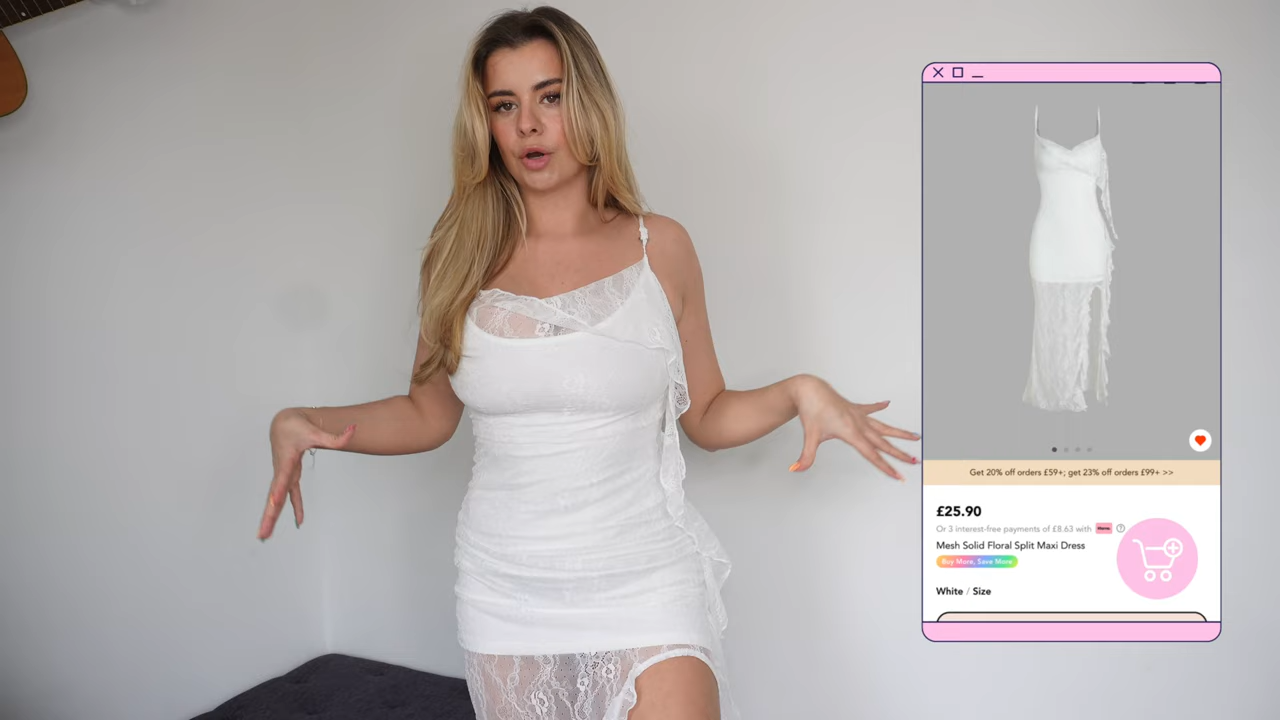 Get 20% off orders £59+; get 23% off orders £99+ >>
£25.90
Or 3 interest-free payments of £8.63 with
Mesh Solid Floral Split Maxi Dress
Buy More, Save More
White / Size